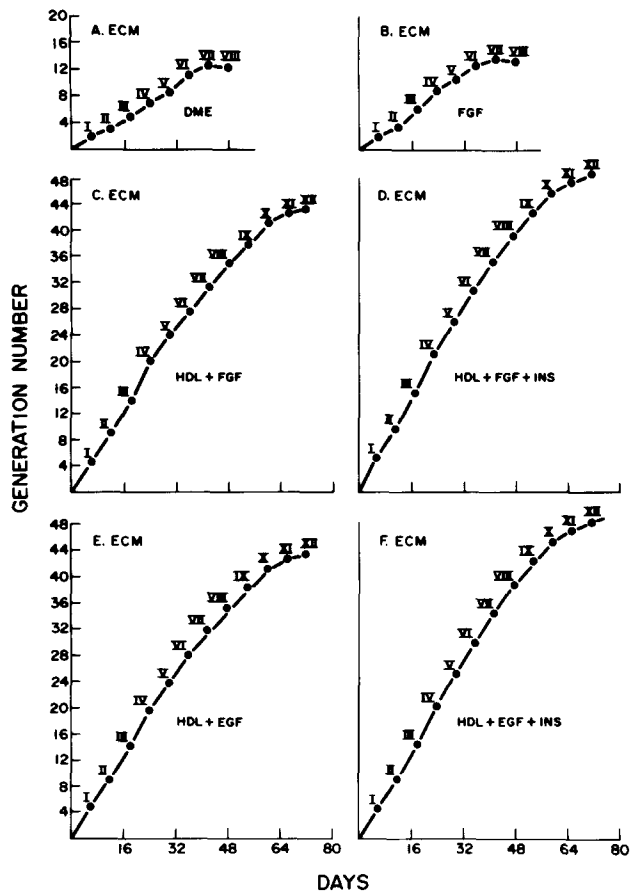 GENERATION NUMBER
20
16
12
8
4
A. ECM
I II III IV V VI VII VIII
DME
B. ECM
I II III IV V VI VII VIII
FGF
48
44
40
36
32
28
24
20
16
12
8
4
C. ECM
I II III IV V VI VII VIII IX X XI XII
HDL + FGF
D. ECM
I II III IV V VI VII VIII IX X XI XII
HDL + FGF + INS
48
44
40
36
32
28
24
20
16
12
8
4
E. ECM
I II III IV V VI VII VIII IX X XI XII
HDL + EGF
16 32 48 64 80
F. ECM
I II III IV V VI VII VIII IX X XI XII
HDL + EGF + INS
16 32 48 64 80
DAYS